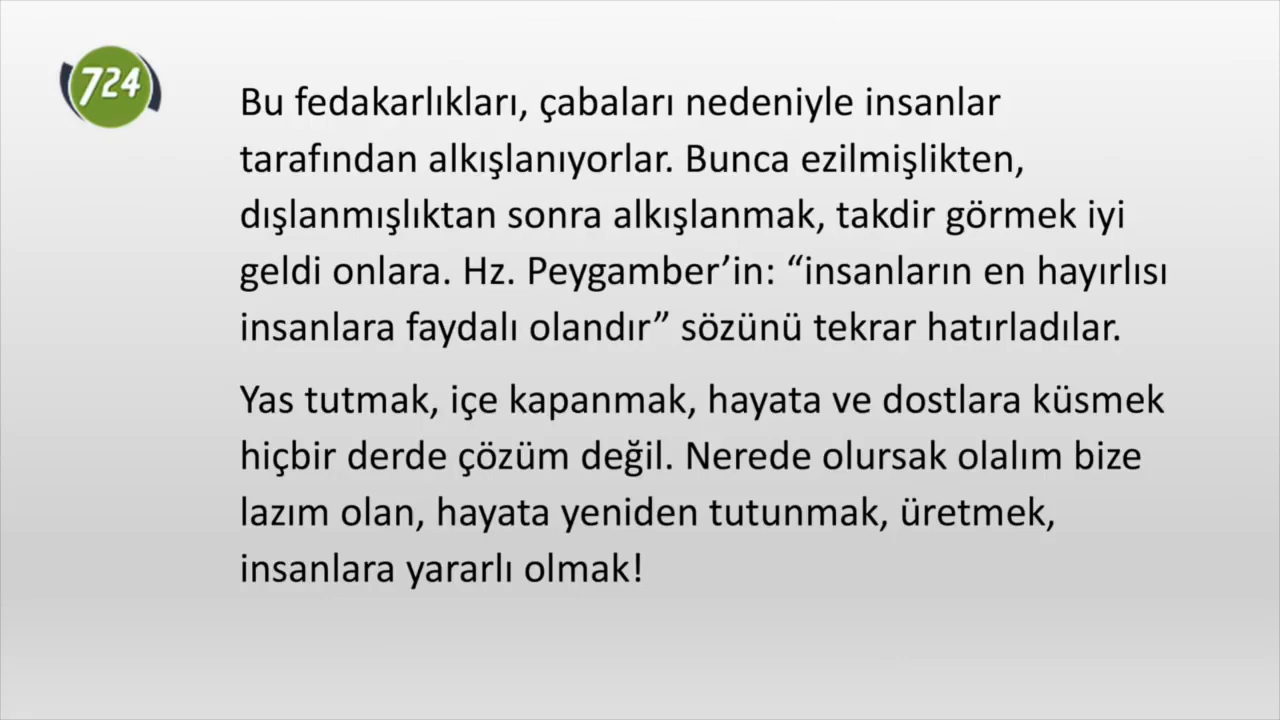 724
Bu fedakarlıkları, çabaları nedeniyle insanlar
tarafından alkışlanıyorlar. Bunca ezilmişlikten,
dışlanmışlıktan sonra alkışlanmak, takdir görmek iyi
geldi onlara. Hz. Peygamber’in: “insanların en hayırlısı
insanlara faydalı olandır” sözünü tekrar hatırladılar.
Yas tutmak, içe kapanmak, hayata ve dostlara küsmek
hiçbir derde çözüm değil. Nerede olursak olalım bize
lazım olan, hayata yeniden tutunmak, üretmek,
insanlara yararlı olmak!